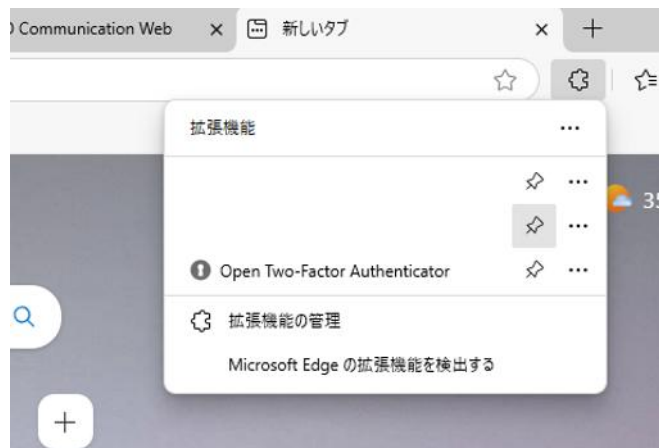 Communication Web
新しいタブ
拡張機能
35
Open Two-Factor Authenticator
拡張機能の管理
Microsoft Edge の拡張機能を検出する